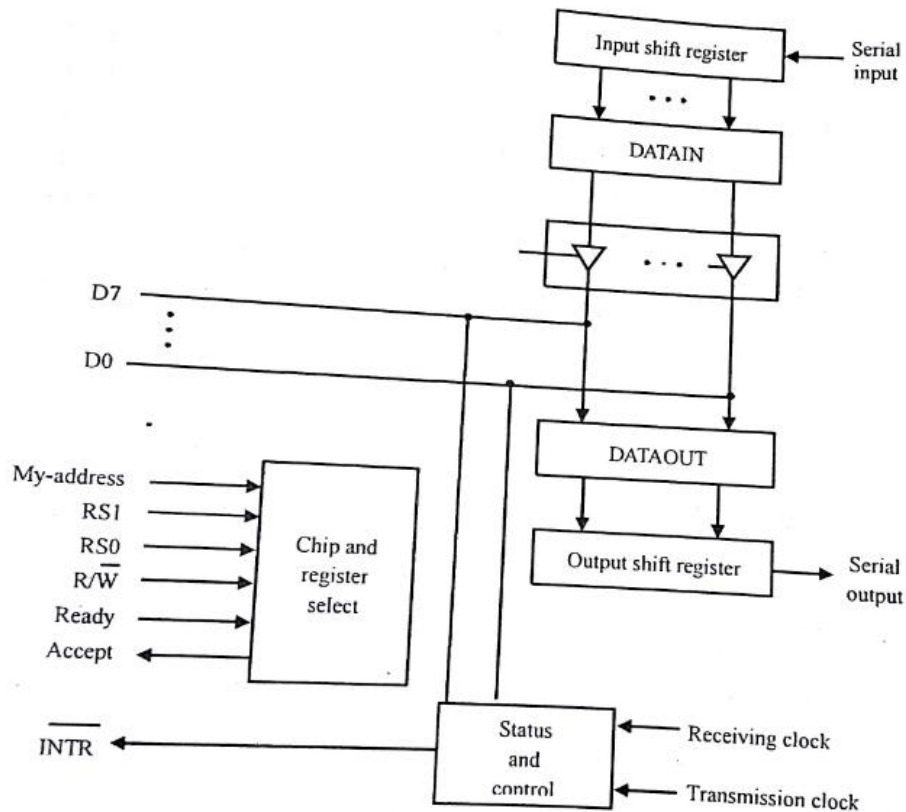 Input shift register
Serial
input
DATAIN
D7
D0
DATAOUT
My-address
RS1
RS0
R/W̅
Ready
Accept
Chip and
register
select
Output shift register
Serial
output
I̅N̅T̅R̅
Status
and
control
Receiving clock
Transmission clock